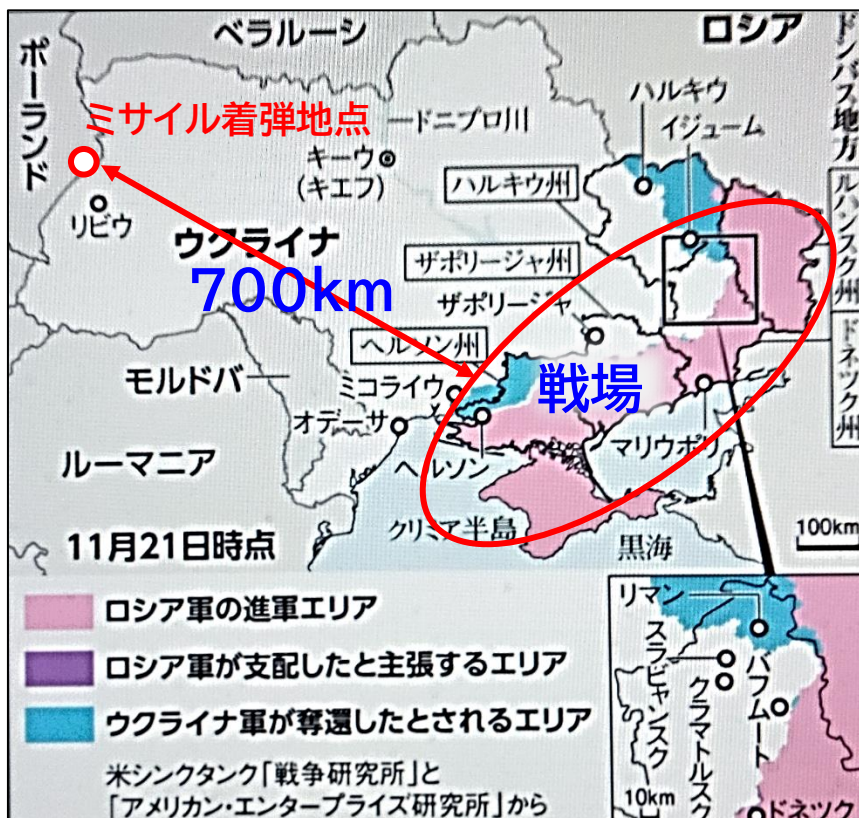 ポーランド
ベラルーシ
ロシア
ドンバス地方
ミサイル着弾地点
ドニプロ川
ハルキウ
イジューム
キーウ
(キエフ)
ハルキウ州
ルハンスク州
リビウ
ウクライナ
700km
ザポリージャ州
ザポリージャ
ヘルソン州
ドネツク州
モルドバ
ミコライウ
戦場
オデーサ
ヘルソン
マリウポリ
ルーマニア
クリミア半島
黒海
100km
11月21日時点
ロシア軍の進軍エリア
ロシア軍が支配したと主張するエリア
ウクライナ軍が奪還したとされるエリア
米シンクタンク「戦争研究所」と
「アメリカン・エンタープライズ研究所」から
リマン
スラビャンスク
クラマトルスク
バフムート
10km
ドネツク